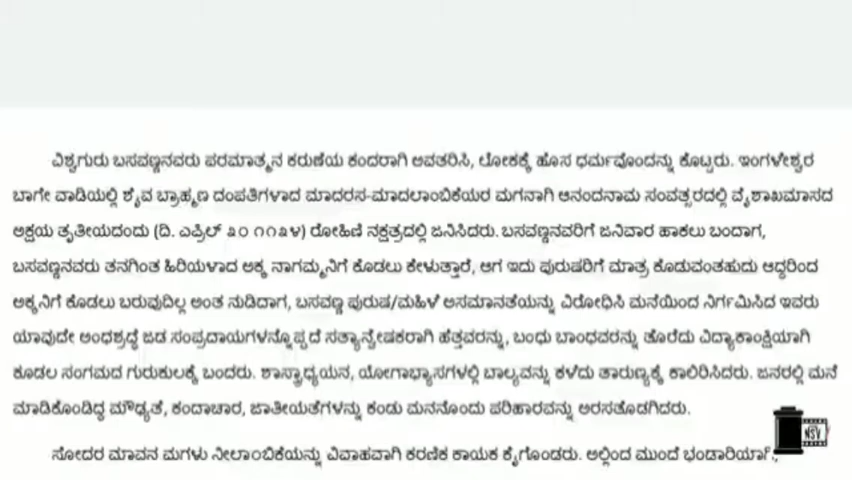 ವಿಶ್ವಗುರು ಬಸವಣ್ಣನವರು ಪರಮಾತ್ಮನ ಕರುಣೆಯ ಕಂದರಾಗಿ ಅವತರಿಸಿ, ಲೋಕಕ್ಕೆ ಹೊಸ ಧರ್ಮವೊಂದನ್ನು ಕೊಟ್ಟರು. ಇಂಗಳೇಶ್ವರ
ಬಾಗೇ ವಾಡಿಯಲ್ಲಿ ಶೈವ ಬ್ರಾಹ್ಮಣ ದಂಪತಿಗಳಾದ ಮಾದರಸ-ಮಾದಲಾಂಬಿಕೆಯರ ಮಗನಾಗಿ ಆನಂದನಾಮ ಸಂವತ್ಸರದಲ್ಲಿ ವೈಶಾಖಮಾಸದ
ಅಕ್ಷಯ ತೃತೀಯದಂದು (ದಿ. ಎಪ್ರಿಲ್ ೩೦ ೧೧೩೪) ರೋಹಿಣಿ ನಕ್ಷತ್ರದಲ್ಲಿ ಜನಿಸಿದರು. ಬಸವಣ್ಣನವರಿಗೆ ಜನಿವಾರ ಹಾಕಲು ಬಂದಾಗ,
ಬಸವಣ್ಣನವರು ತನಗಿಂತ ಹಿರಿಯಳಾದ ಅಕ್ಕ ನಾಗಮ್ಮನಿಗೆ ಕೊಡಲು ಕೇಳುತ್ತಾರೆ, ಆಗ ಇದು ಪುರುಷರಿಗೆ ಮಾತ್ರ ಕೊಡುವಂತಹುದು ಆದ್ದರಿಂದ
ಅಕ್ಕನಿಗೆ ಕೊಡಲು ಬರುವುದಿಲ್ಲ ಅಂತ ನುಡಿದಾಗ, ಬಸವಣ್ಣ ಪುರುಷ/ಮಹಿಳೆ ಅಸಮಾನತೆಯನ್ನು ವಿರೋಧಿಸಿ ಮನೆಯಿಂದ ನಿರ್ಗಮಿಸಿದ ಇವರು
ಯಾವುದೇ ಅಂಧಶ್ರದ್ಧೆ ಜಡ ಸಂಪ್ರದಾಯಗಳನ್ನೊಪ್ಪದೆ ಸತ್ಯಾನ್ವೇಷಕರಾಗಿ ಹೆತ್ತವರನ್ನು, ಬಂಧು ಬಾಂಧವರನ್ನು ತೊರೆದು ವಿದ್ಯಾಕಾಂಕ್ಷಿಯಾಗಿ
ಕೂಡಲ ಸಂಗಮದ ಗುರುಕುಲಕ್ಕೆ ಬಂದರು. ಶಾಸ್ತ್ರಾಧ್ಯಯನ, ಯೋಗಾಭ್ಯಾಸಗಳಲ್ಲಿ ಬಾಲ್ಯವನ್ನು ಕಳೆದು ತಾರುಣ್ಯಕ್ಕೆ ಕಾಲಿರಿಸಿದರು. ಜನರಲ್ಲಿ ಮನೆ
ಮಾಡಿಕೊಂಡಿದ್ದ ಮೌಢ್ಯತೆ, ಕಂದಾಚಾರ, ಜಾತೀಯತೆಗಳನ್ನು ಕಂಡು ಮನನೊಂದು ಪರಿಹಾರವನ್ನು ಅರಸತೊಡಗಿದರು.
ಸೋದರ ಮಾವನ ಮಗಳು ನೀಲಾಂಬಿಕೆಯನ್ನು ವಿವಾಹವಾಗಿ ಕರಣಿಕ ಕಾಯಕ ಕೈಗೊಂಡರು. ಅಲ್ಲಿಂದ ಮುಂದೆ ಭಂಡಾರಿಯಾಗಿ,
NSV